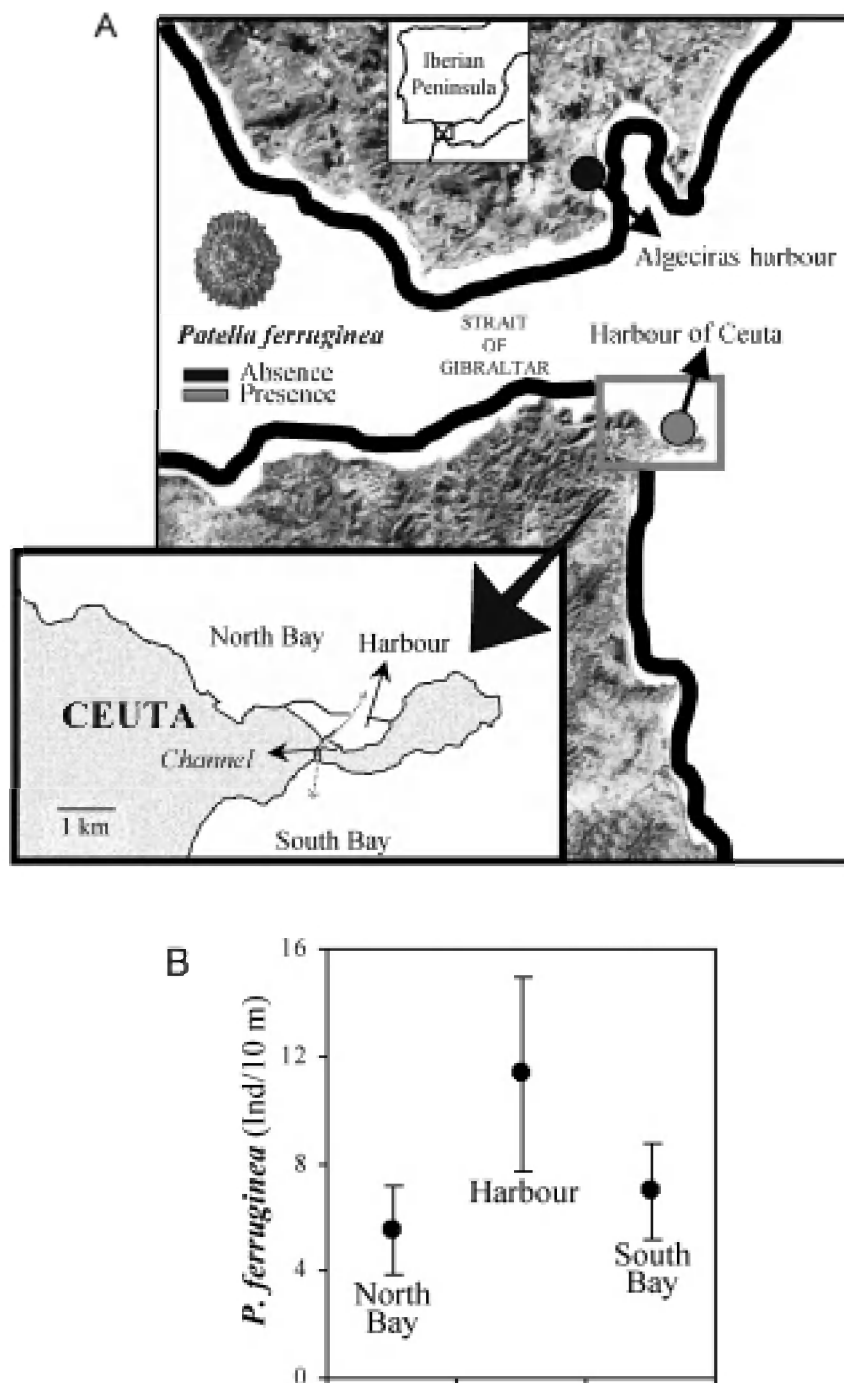 A
Iberian
Peninsula
Algeciras harbour
Patella ferruginea
Absence
Presence
STRAIT
OF
GIBRALTAR
Harbour of Ceuta
North Bay
Harbour
CEUTA
Channel
1 km
South Bay
B
P. ferruginea (Ind/10 m)
16
12
8
4
0
North
Bay
Harbour
South
Bay